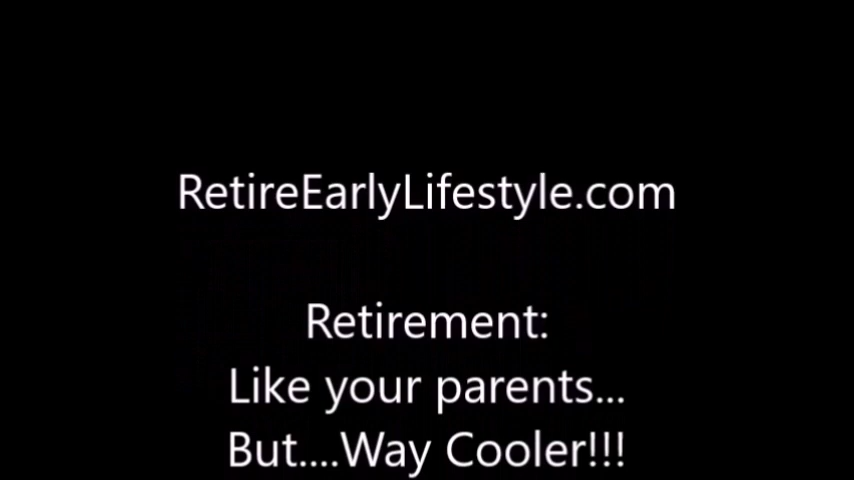 RetireEarlyLifestyle.com
Retirement:
Like your parents...
But....Way Cooler!!!